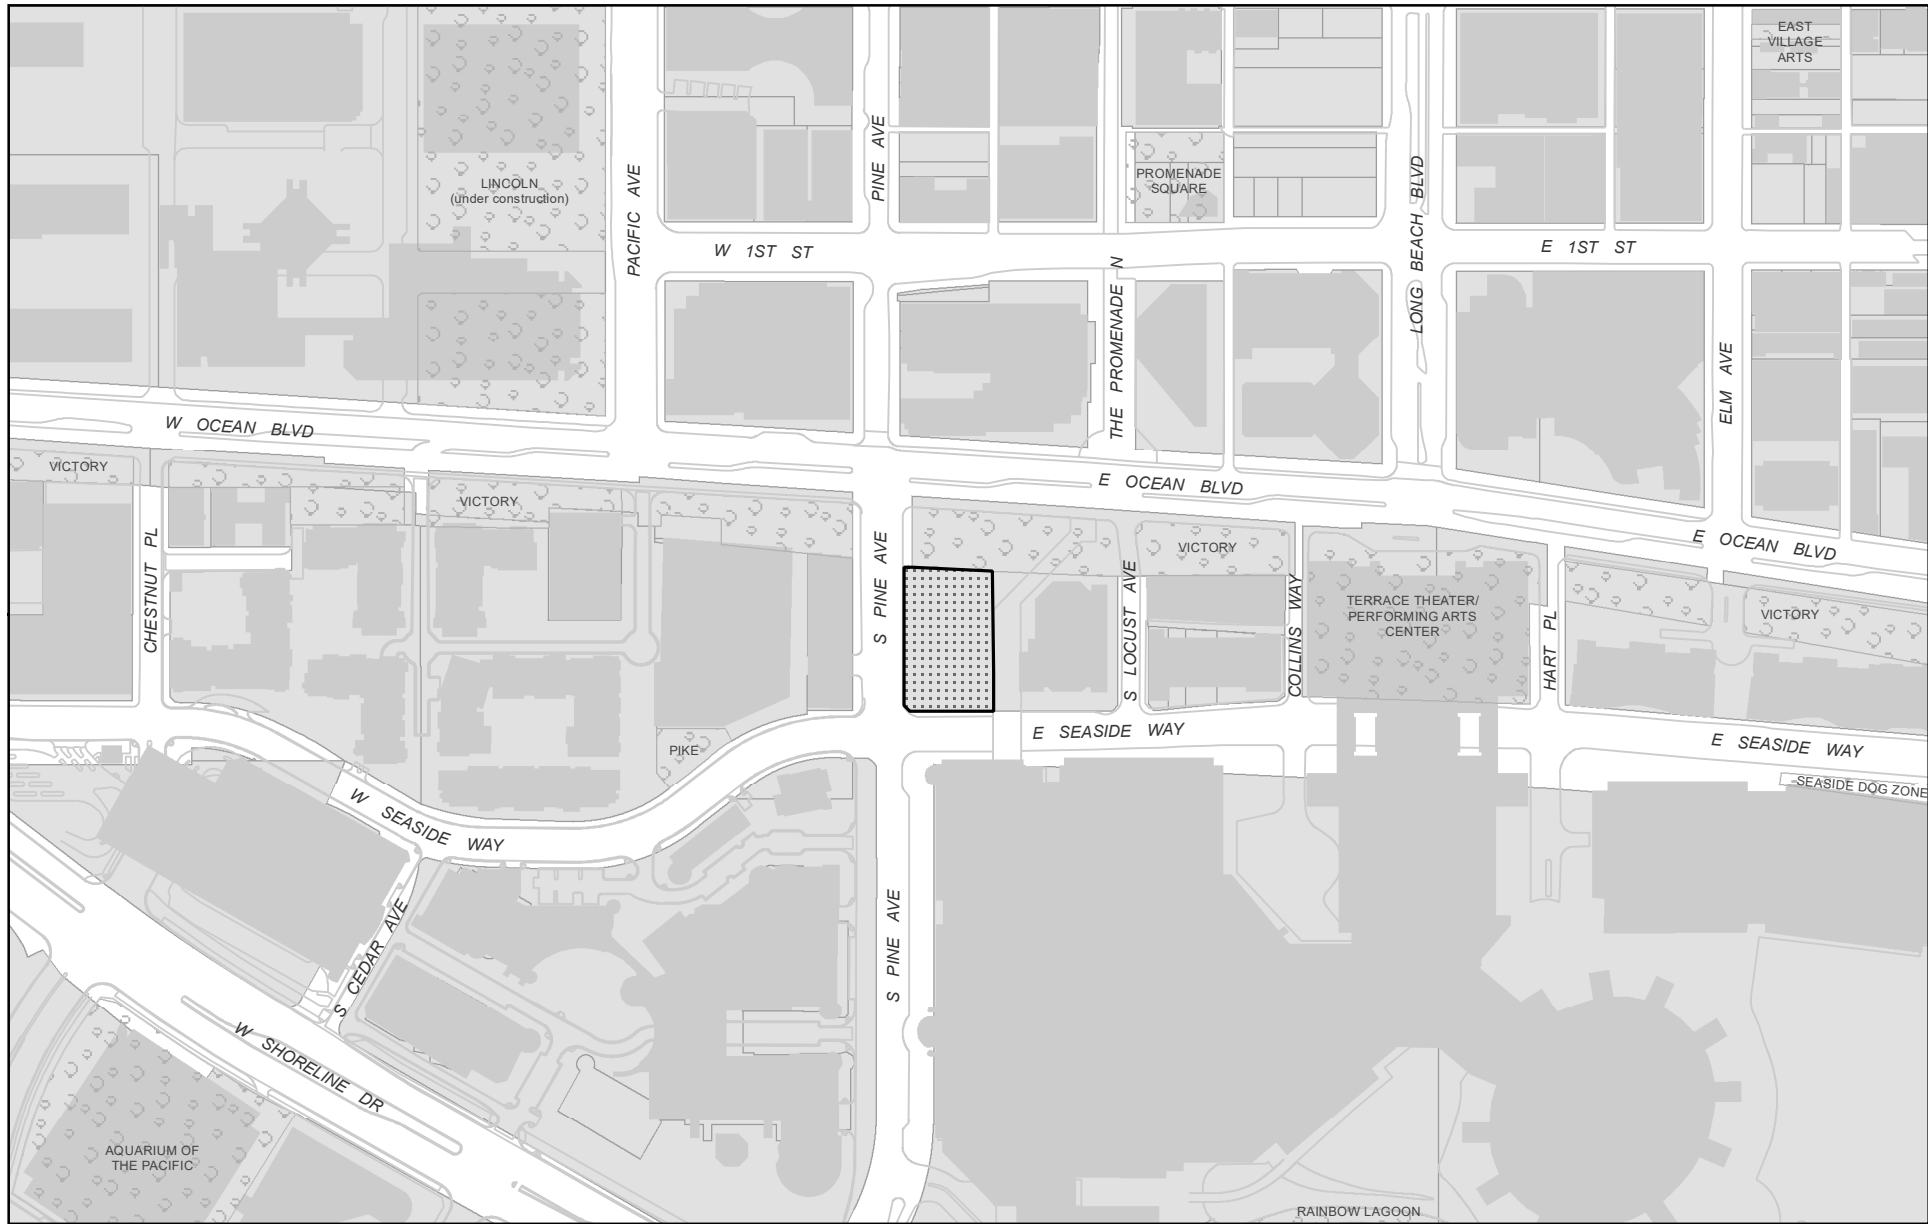 EAST
VILLAGE
ARTS
PINE AVE
PROMENADE
SQUARE
LINCOLN
(under construction)
PACIFIC AVE
LONG BEACH BLVD
W 1ST ST
E 1ST ST
THE PROMENADE N
ELM AVE
W OCEAN BLVD
VICTORY
VICTORY
E OCEAN BLVD
E OCEAN BLVD
CHESTNUT PL
S PINE AVE
VICTORY
S LOCUST AVE
COLLINS WAY
TERRACE THEATER/
PERFORMING ARTS
CENTER
HART PL
VICTORY
PIKE
E SEASIDE WAY
E SEASIDE WAY
SEASIDE DOG ZONE
W SEASIDE WAY
S CEDAR AVE
S PINE AVE
W SHORELINE DR
AQUARIUM OF
THE PACIFIC
RAINBOW LAGOON